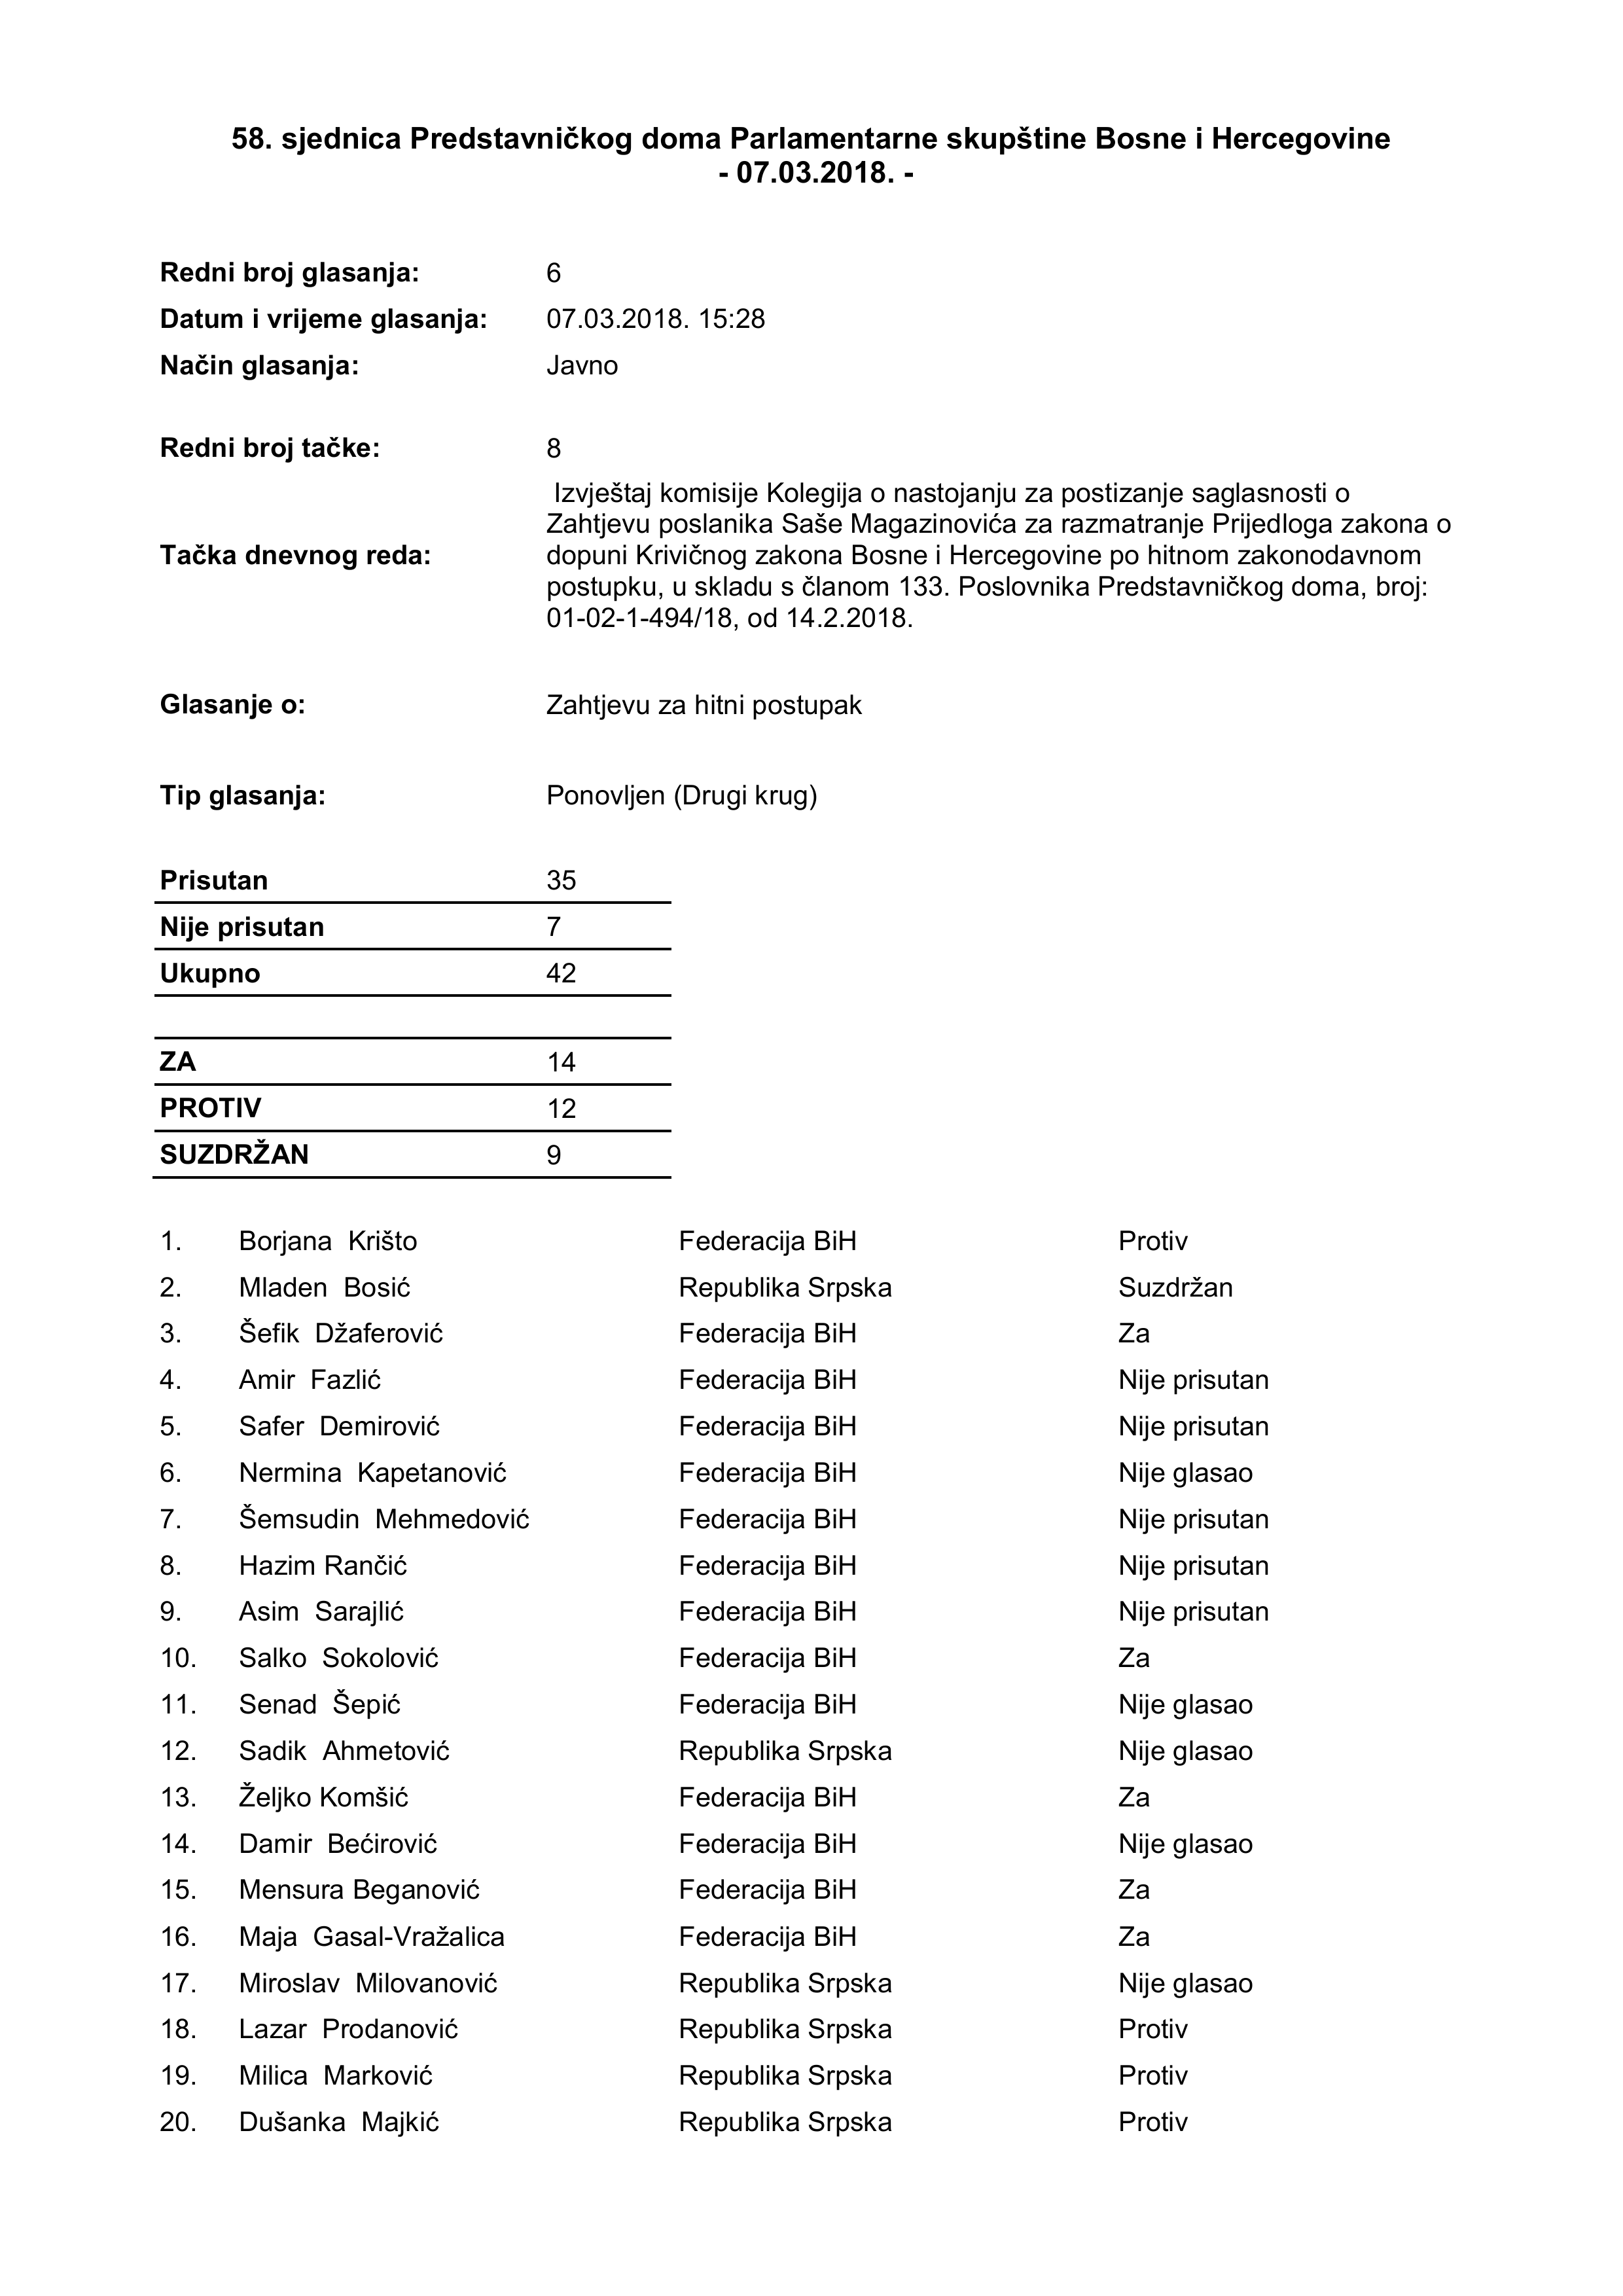 58. sjednica Predstavničkog doma Parlamentarne skupštine Bosne i Hercegovine
- 07.03.2018. -
Redni broj glasanja: 6
Datum i vrijeme glasanja: 07.03.2018. 15:28
Način glasanja: Javno
Redni broj tačke: 8
Izvještaj komisije Kolegija o nastojanju za postizanje saglasnosti o
Zahtjevu poslanika Saše Magazinovića za razmatranje Prijedloga zakona o
Tačka dnevnog reda: dopuni Krivičnog zakona Bosne i Hercegovine po hitnom zakonodavnom
postupku, u skladu s članom 133. Poslovnika Predstavničkog doma, broj:
01-02-1-494/18, od 14.2.2018.
Glasanje o: Zahtjevu za hitni postupak
Tip glasanja: Ponovljen (Drugi krug)
Prisutan 35
Nije prisutan 7
Ukupno 42
ZA 14
PROTIV 12
SUZDRŽAN 9
1. Borjana Krišto Federacija BiH Protiv
2. Mladen Bosić Republika Srpska Suzdržan
3. Šefik Džaferović Federacija BiH Za
4. Amir Fazlić Federacija BiH Nije prisutan
5. Safer Demirović Federacija BiH Nije prisutan
6. Nermina Kapetanović Federacija BiH Nije glasao
7. Šemsudin Mehmedović Federacija BiH Nije prisutan
8. Hazim Rančić Federacija BiH Nije prisutan
9. Asim Sarajlić Federacija BiH Nije prisutan
10. Salko Sokolović Federacija BiH Za
11. Senad Šepić Federacija BiH Nije glasao
12. Sadik Ahmetović Republika Srpska Nije glasao
13. Željko Komšić Federacija BiH Za
14. Damir Bećirović Federacija BiH Nije glasao
15. Mensura Beganović Federacija BiH Za
16. Maja Gasal-Vražalica Federacija BiH Za
17. Miroslav Milovanović Republika Srpska Nije glasao
18. Lazar Prodanović Republika Srpska Protiv
19. Milica Marković Republika Srpska Protiv
20. Dušanka Majkić Republika Srpska Protiv